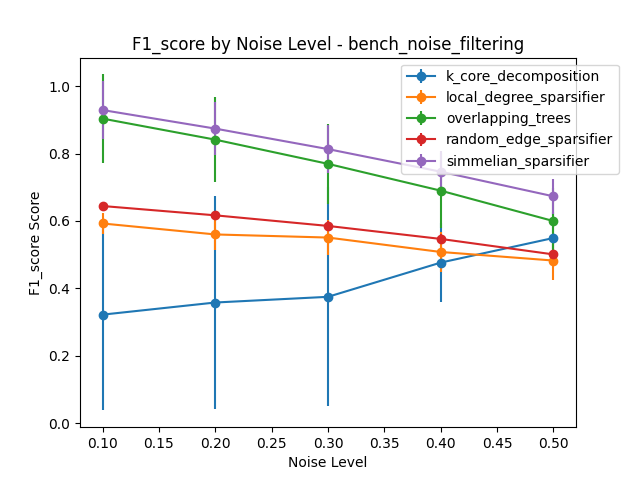 F1_score by Noise Level - bench_noise_filtering
k_core_decomposition
local_degree_sparsifier
overlapping_trees
random_edge_sparsifier
simmelian_sparsifier
F1_score Score
1.0
0.8
0.6
0.4
0.2
0.0
0.10 0.15 0.20 0.25 0.30 0.35 0.40 0.45 0.50
Noise Level